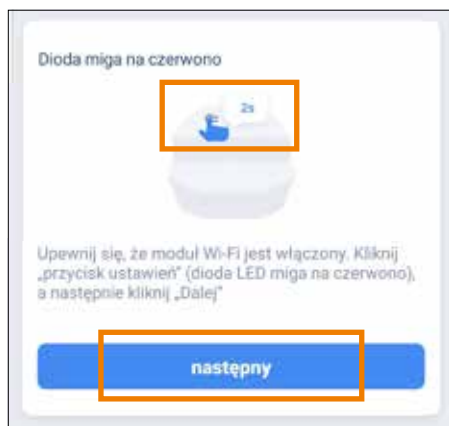 Dioda miga na czerwono
2s
Upewnij się, że moduł Wi-Fi jest włączony. Kliknij
„przycisk ustawień” (dioda LED miga na czerwono),
a następnie kliknij „Dalej”
następny